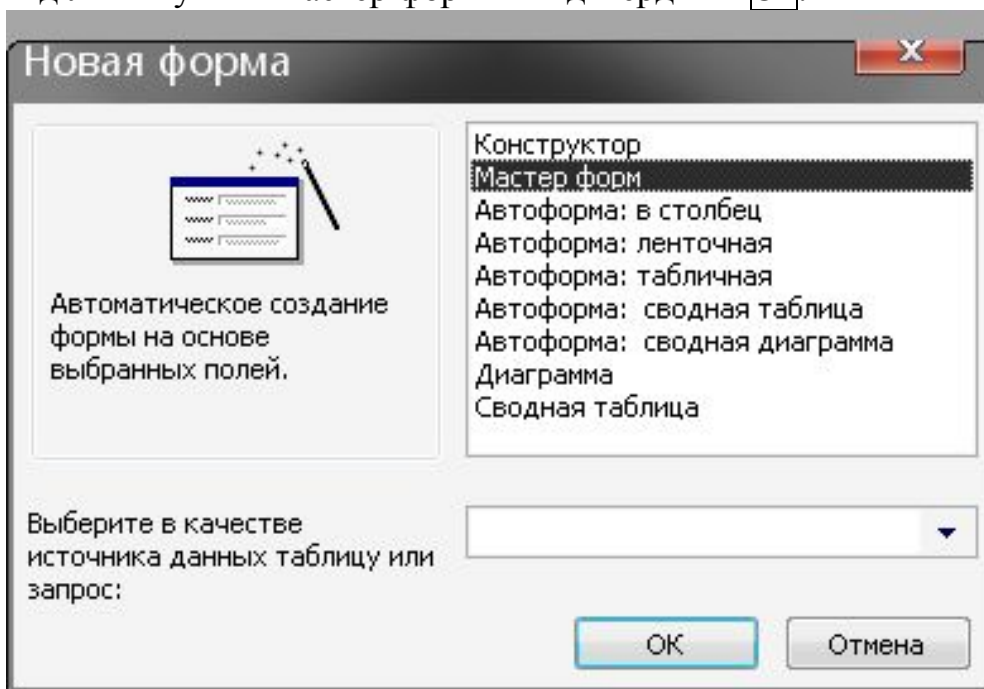 Новая форма
Конструктор
Мастер форм
Автоформа: в столбец
Автоформа: ленточная
Автоформа: табличная
Автоформа: сводная таблица
Автоформа: сводная диаграмма
Диаграмма
Сводная таблица
Автоматическое создание
формы на основе
выбранных полей.
Выберите в качестве
источника данных таблицу или
запрос:
ОК
Отмена